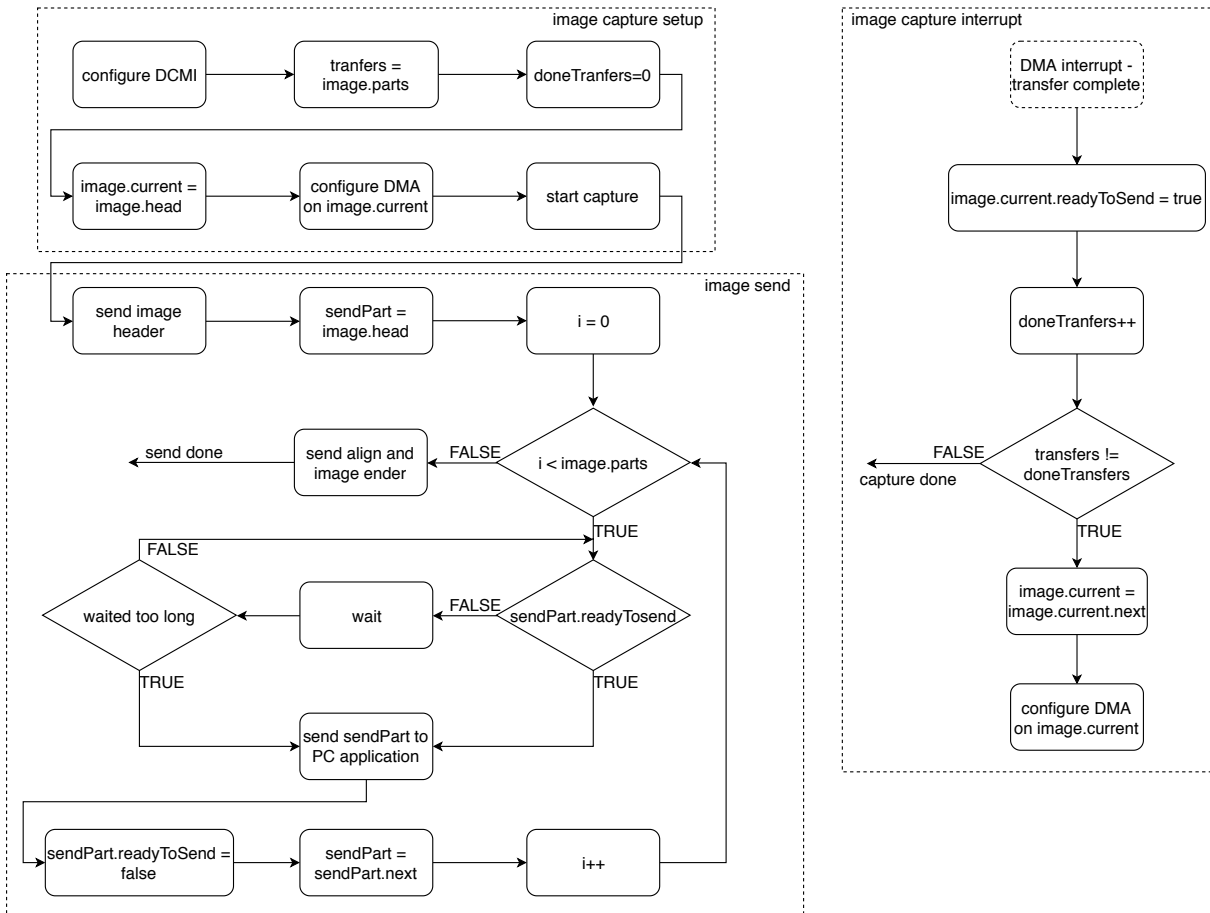 image capture setup
configure DCMI
tranfers =
image.parts
doneTranfers=0
image.current =
image.head
configure DMA
on image.current
start capture
image send
send image
header
sendPart =
image.head
i = 0
i < image.parts
FALSE
send align and
image ender
send done
TRUE
FALSE
waited too long
wait
FALSE
sendPart.readyTosend
TRUE
TRUE
send sendPart to
PC application
sendPart.readyToSend =
false
sendPart =
sendPart.next
i++
image capture interrupt
DMA interrupt -
transfer complete
image.current.readyToSend = true
doneTranfers++
transfers !=
doneTransfers
FALSE
capture done
TRUE
image.current =
image.current.next
configure DMA
on image.current